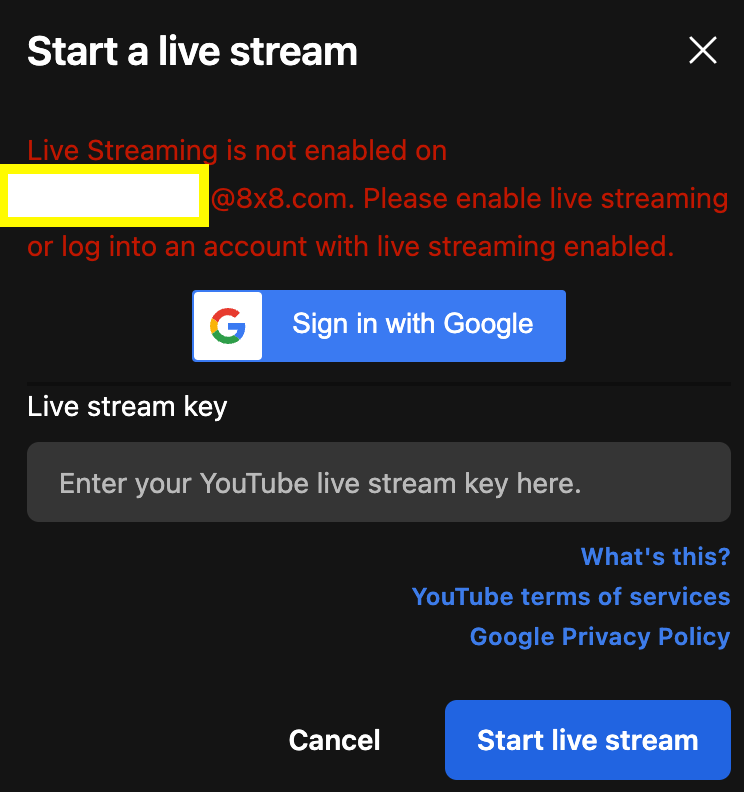 Start a live stream
Live Streaming is not enabled on
@8x8.com. Please enable live streaming
or log into an account with live streaming enabled.
Sign in with Google
Live stream key
Enter your YouTube live stream key here.
What's this?
YouTube terms of services
Google Privacy Policy
Cancel
Start live stream